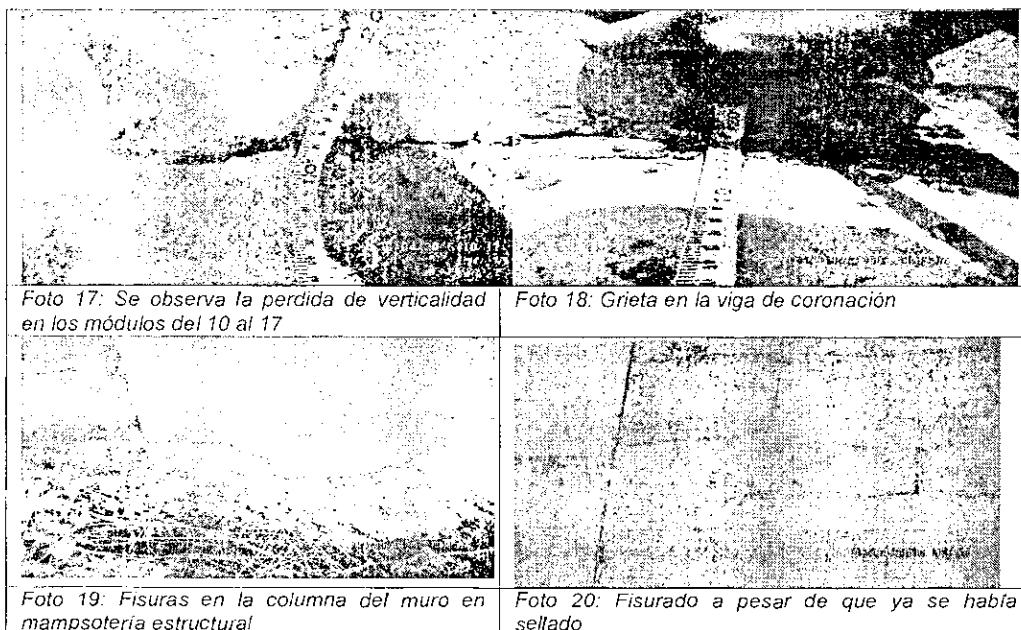 Foto 17: Se observa la perdida de verticalidad
en los módulos del 10 al 17
Foto 18: Grieta en la viga de coronación
Foto 19: Fisuras en la columna del muro en
mampsotería estructural
Foto 20: Fisurado a pesar de que ya se había
sellado